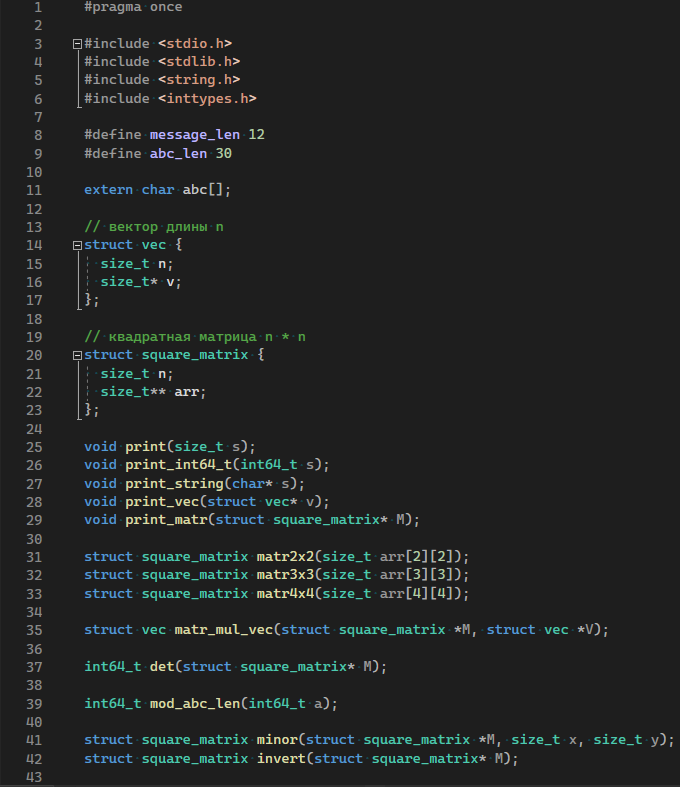 1 #pragma once
2
3 #include <stdio.h>
4 #include <stdlib.h>
5 #include <string.h>
6 #include <inttypes.h>
7
8 #define message_len 12
9 #define abc_len 30
10
11 extern char abc[];
12
13 // вектор длины n
14 struct vec {
15 size_t n;
16 size_t* v;
17 };
18
19 // квадратная матрица n * n
20 struct square_matrix {
21 size_t n;
22 size_t** arr;
23 };
24
25 void print(size_t s);
26 void print_int64_t(int64_t s);
27 void print_string(char* s);
28 void print_vec(struct vec* v);
29 void print_matr(struct square_matrix* M);
30
31 struct square_matrix matr2x2(size_t arr[2][2]);
32 struct square_matrix matr3x3(size_t arr[3][3]);
33 struct square_matrix matr4x4(size_t arr[4][4]);
34
35 struct vec matr_mul_vec(struct square_matrix *M, struct vec *V);
36
37 int64_t det(struct square_matrix* M);
38
39 int64_t mod_abc_len(int64_t a);
40
41 struct square_matrix minor(struct square_matrix *M, size_t x, size_t y);
42 struct square_matrix invert(struct square_matrix* M);
43